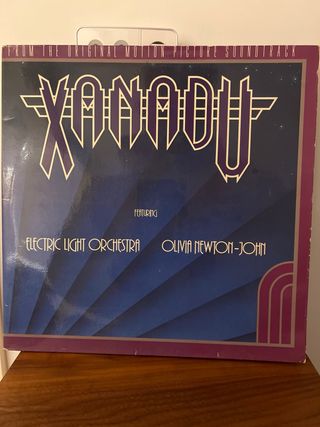 FROM THE ORIGINAL MOTION PICTURE SOUNDTRACK
XANADU
FEATURING
ELECTRIC LIGHT ORCHESTRA OLIVIA NEWTON-JOHN